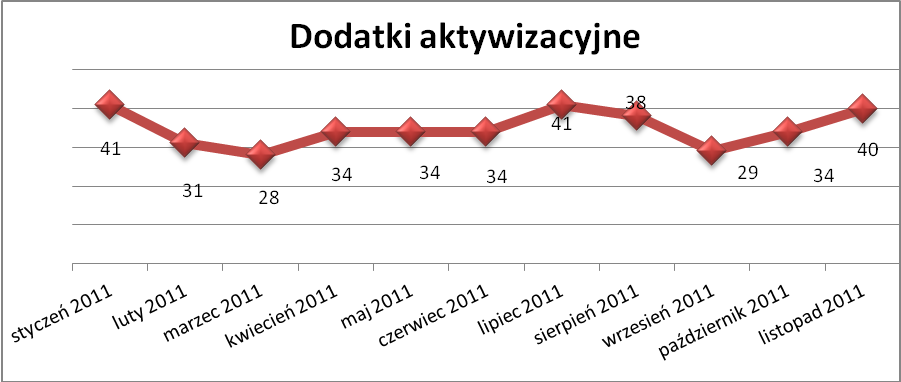 Dodatki aktywizacyjne
41
31
28
34
34
34
41
38
29
34
40
styczeń 2011
luty 2011
marzec 2011
kwiecień 2011
maj 2011
czerwiec 2011
lipiec 2011
sierpień 2011
wrzesień 2011
październik 2011
listopad 2011